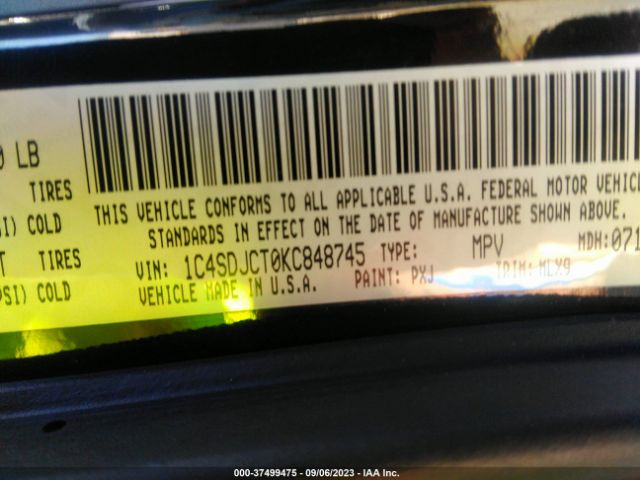 0 LB
TIRES
SI) COLD
TIRES
PSI) COLD
THIS VEHICLE CONFORMS TO ALL APPLICABLE U.S.A. FEDERAL MOTOR VEHIC
STANDARDS IN EFFECT ON THE DATE OF MANUFACTURE SHOWN ABOVE.
VIN: 1C4SDJCT0KC848745 TYPE: MPV MDH:071
VEHICLE MADE IN U.S.A. PAINT: PXJ TRIM: MLX9
000-37499475 - 09/06/2023 - IAA Inc.